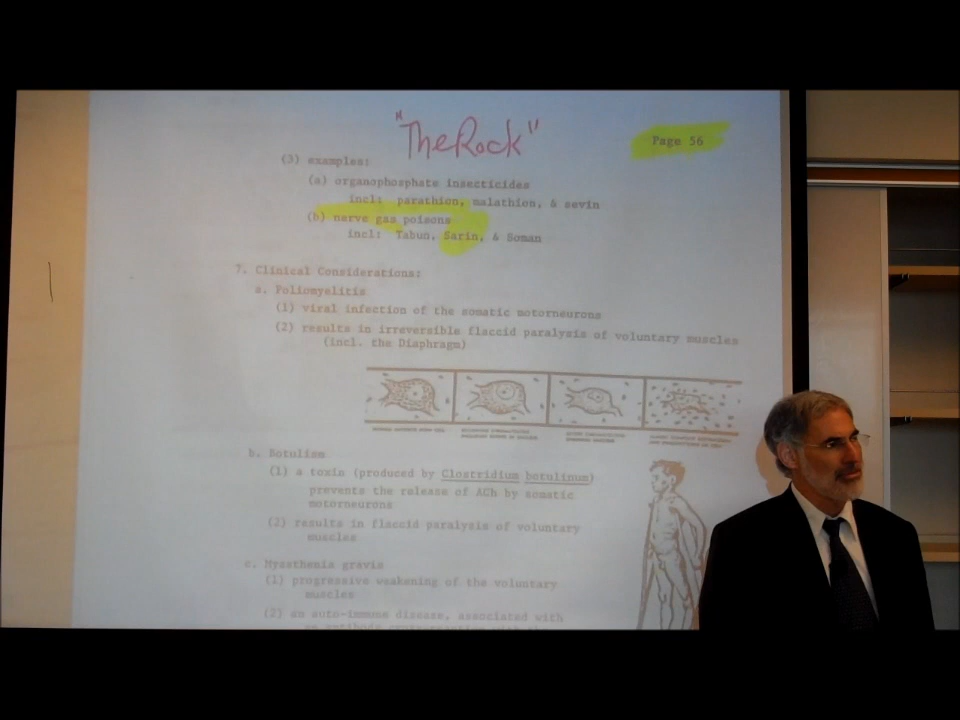 "The Rock"
Page 56
(3) examples:
(a) organophosphate insecticides
incl: parathion, malathion, & sevin
(b) nerve gas poisons
incl: Tabun, Sarin, & Soman
7. Clinical Considerations:
a. Poliomyelitis
(1) viral infection of the somatic motorneurons
(2) results in irreversible flaccid paralysis of voluntary muscles
(incl. the Diaphragm)
b. Botulism
(1) a toxin (produced by Clostridium botulinum)
prevents the release of ACh by somatic
motorneurons
(2) results in flaccid paralysis of voluntary
muscles
c. Myasthenia gravis
(1) progressive weakening of the voluntary
muscles
(2) an auto-immune disease, associated with